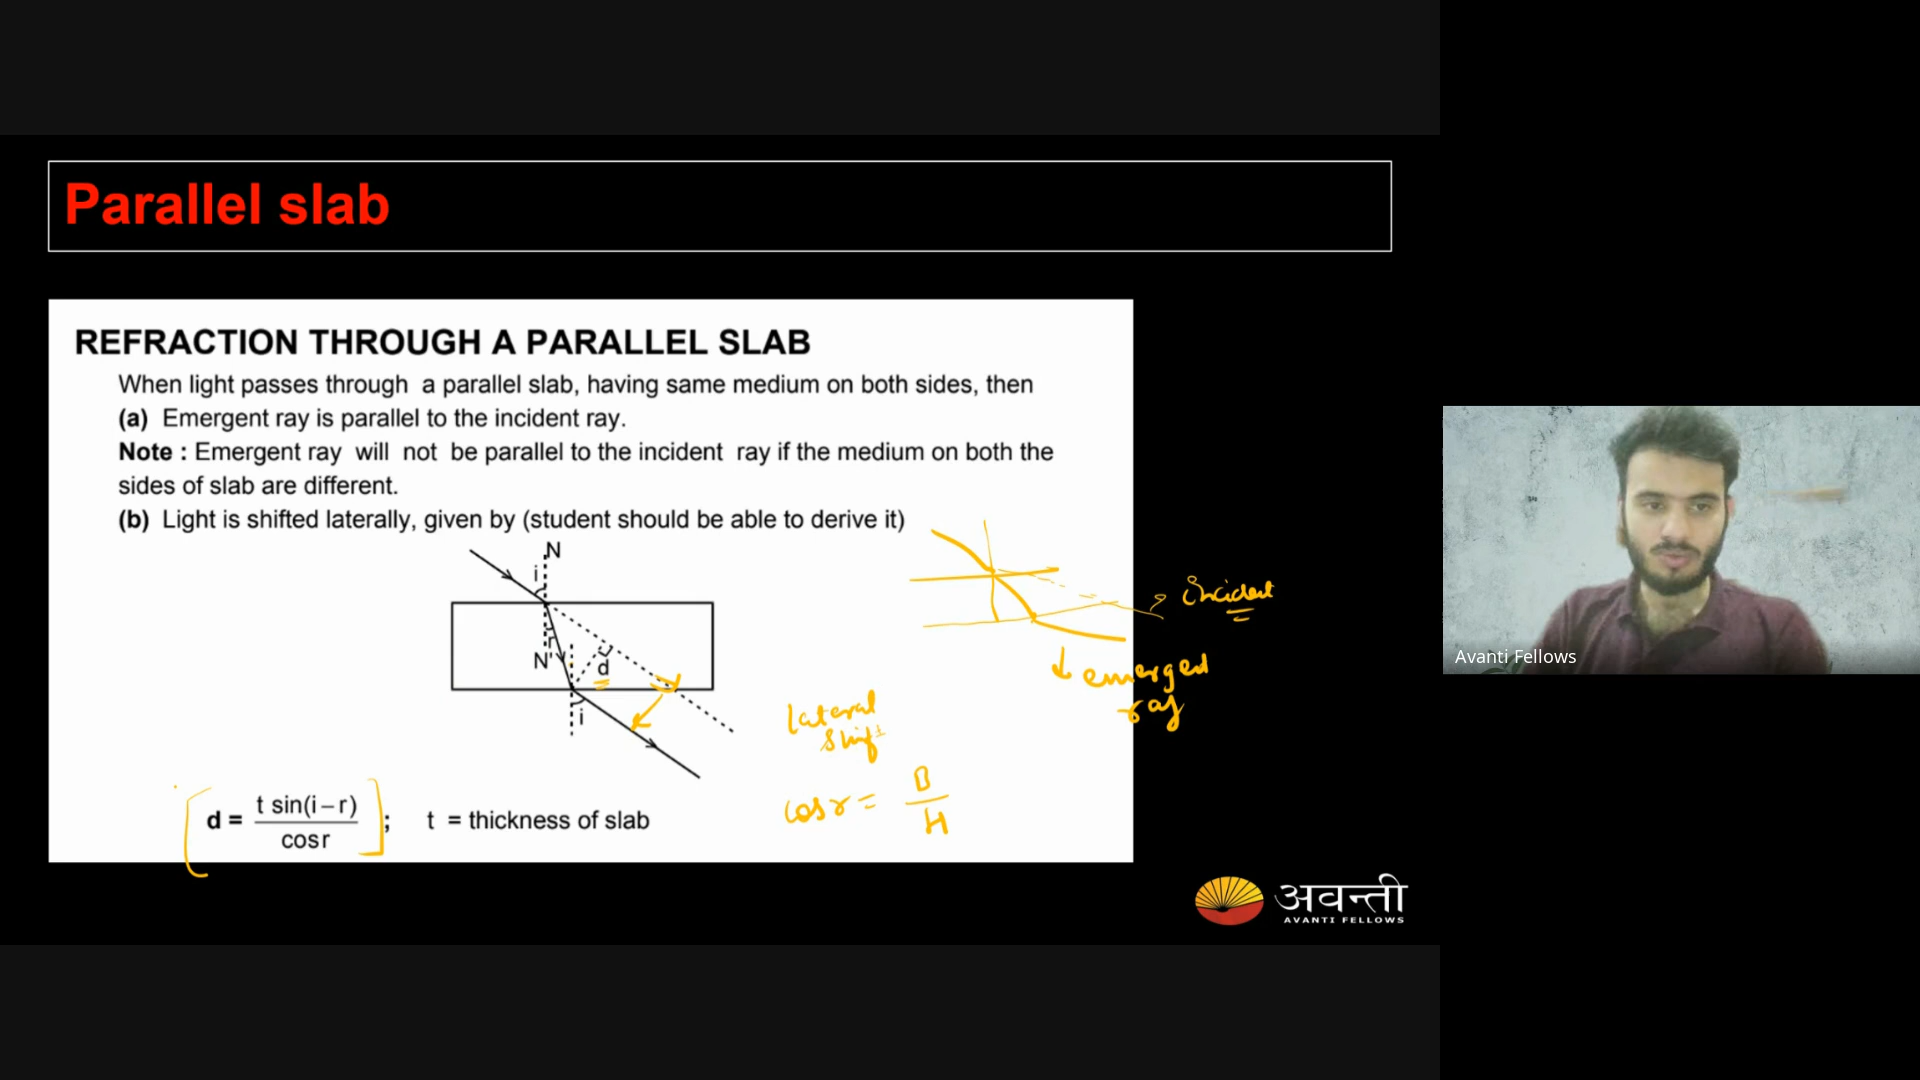 Parallel slab
REFRACTION THROUGH A PARALLEL SLAB
When light passes through a parallel slab, having same medium on both sides, then
(a) Emergent ray is parallel to the incident ray.
Note : Emergent ray will not be parallel to the incident ray if the medium on both the
sides of slab are different.
(b) Light is shifted laterally, given by (student should be able to derive it)
N
i
r
N'
d
i
incident
emerged
ray
lateral
shift
cos r = B/H
d = t sin(i – r)/cos r ; t = thickness of slab
Avanti Fellows
अवन्ती
AVANTI FELLOWS